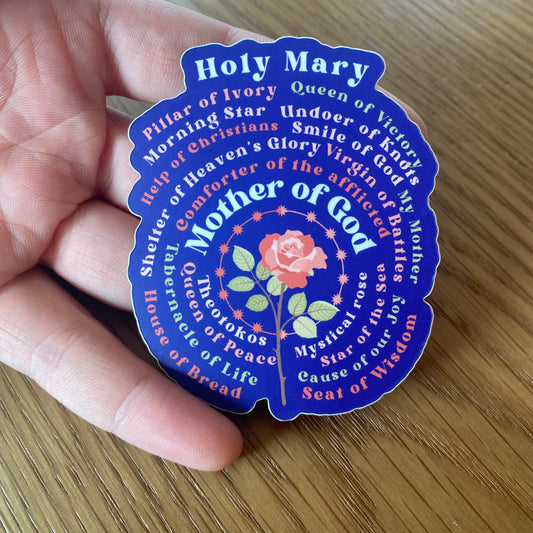 Holy Mary
Pillar of Ivory
Queen of Victory
Morning Star
Undoer of Knots
Help of Christians
Smile of God
My Mother
Shelter of Heaven's Glory
Virgin of Battles
Comforter of the afflicted
Mother of God
Theotokos
Mystical rose
Queen of Peace
Star of the Sea
Tabernacle of Life
Cause of our Joy
House of Bread
Seat of Wisdom